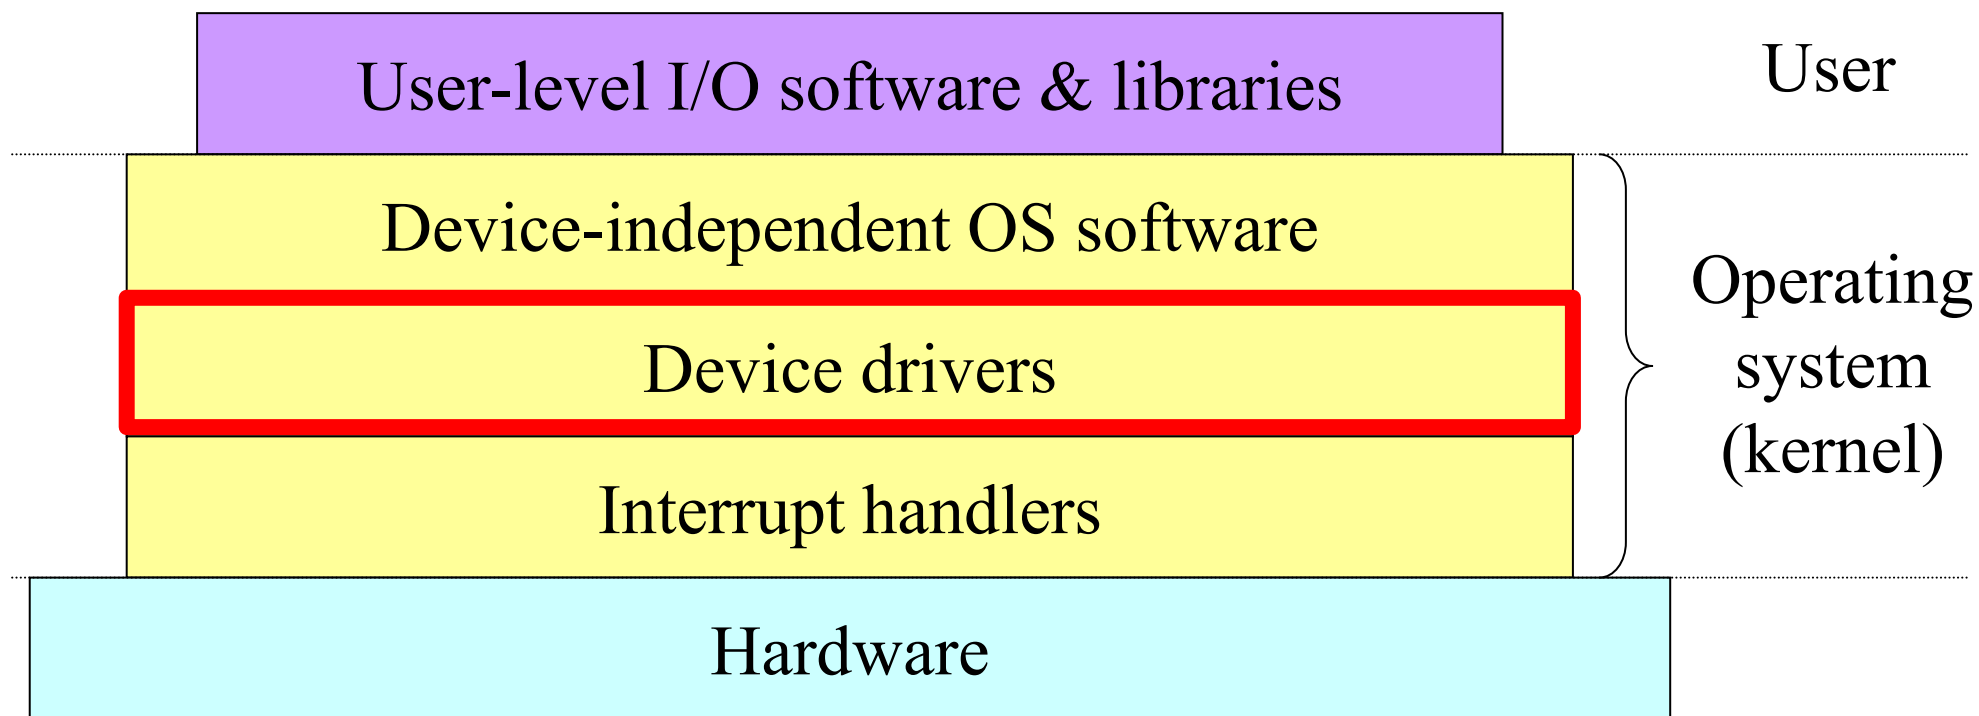 User-level I/O software & libraries
User
Device-independent OS software
Device drivers
Interrupt handlers
Operating
system
(kernel)
Hardware